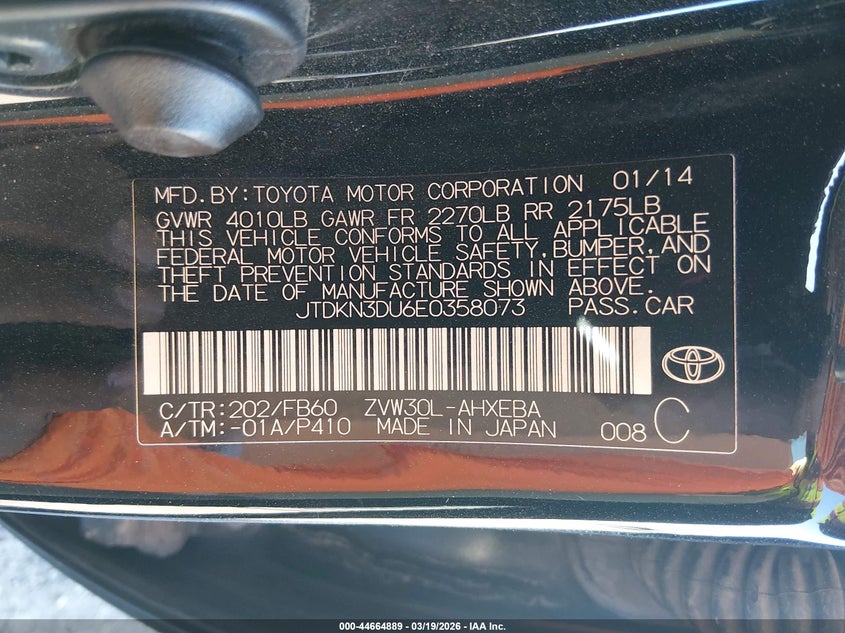 MFD.BY:TOYOTA MOTOR CORPORATION 01/14
GVWR 4010LB GAWR FR 2270LB RR 2175LB
THIS VEHICLE CONFORMS TO ALL APPLICABLE
FEDERAL MOTOR VEHICLE SAFETY,BUMPER,AND
THEFT PREVENTION STANDARDS IN EFFECT ON
THE DATE OF MANUFACTURE SHOWN ABOVE.
JTDKN3DU6E0358073 PASS.CAR
C/TR:202/FB60 ZVW30L-AHXEBA
A/TM:-01A/P410 MADE IN JAPAN 008 C
000-44664889 - 03/19/2026 - IAA Inc.